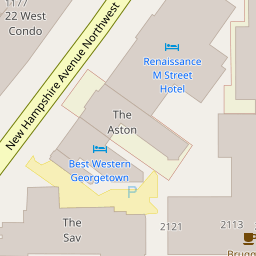 1177
22 West
Condo
New Hampshire Avenue Northwest
Renaissance
M Street
Hotel
The
Aston
Best Western
Georgetown
P
The
Sav
2121
2113
Brugg